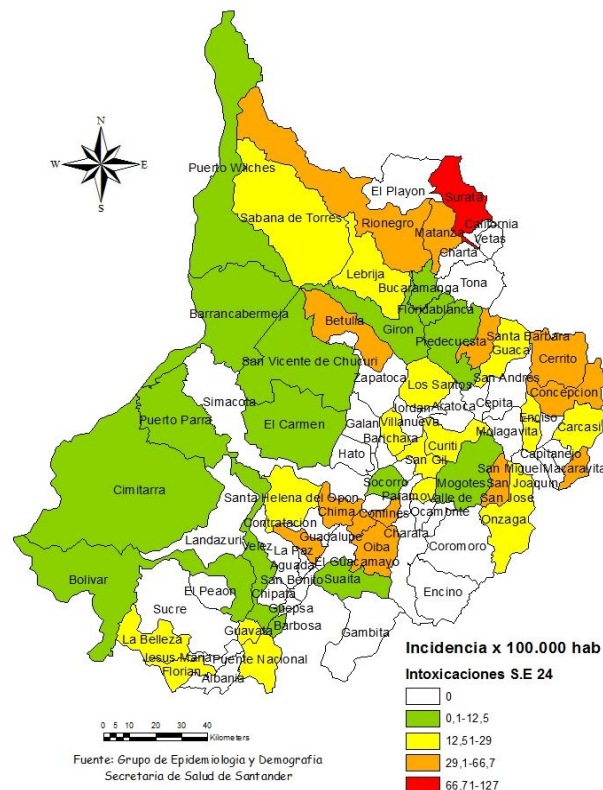 N
W E
S
Puerto Wilches
El Playon
Surata
Sabana de Torres
Rionegro
California
Matanza
Vetas
Charta
Lebrija
Tona
Bucaramanga
Barrancabermeja
Floridablanca
Betulia
Giron
Piedecuesta
Santa Barbara
Guaca
Cerrito
San Vicente de Chucuri
Zapatoca
San Andres
Los Santos
Concepcion
Simacota
Jordan
Aratoca
Cepita
Puerto Parra
El Carmen
Galan
Villanueva
Enciso
Carcasi
Barichara
Curiti
Molagavita
Hato
San Gil
Capitanejo
Cimitarra
Socorro
Mogotes
San Miguel
Macaravita
Santa Helena del Opon
Paramo
Valle de San Jose
San Joaquin
Chima
Confines
Ocamonte
Onzaga
Contratacion
Landazuri
Guadalupe
Charala
Velez
La Paz
Oiba
Coromoro
Bolivar
Aguada
El Guacamayo
El Peaon
San Benito
Suaita
Sucre
Chipata
Encino
Guepsa
Guavata
Barbosa
Gambita
La Belleza
Jesus Maria
Puente Nacional
Florian
Albania
Incidencia x 100.000 hab
Intoxicaciones S.E 24
0
0,1-12,5
12,51-29
29,1-66,7
66,71-127
0 5 10 20 30 40
Kilometers
Fuente: Grupo de Epidemiologia y Demografia
Secretaria de Salud de Santander